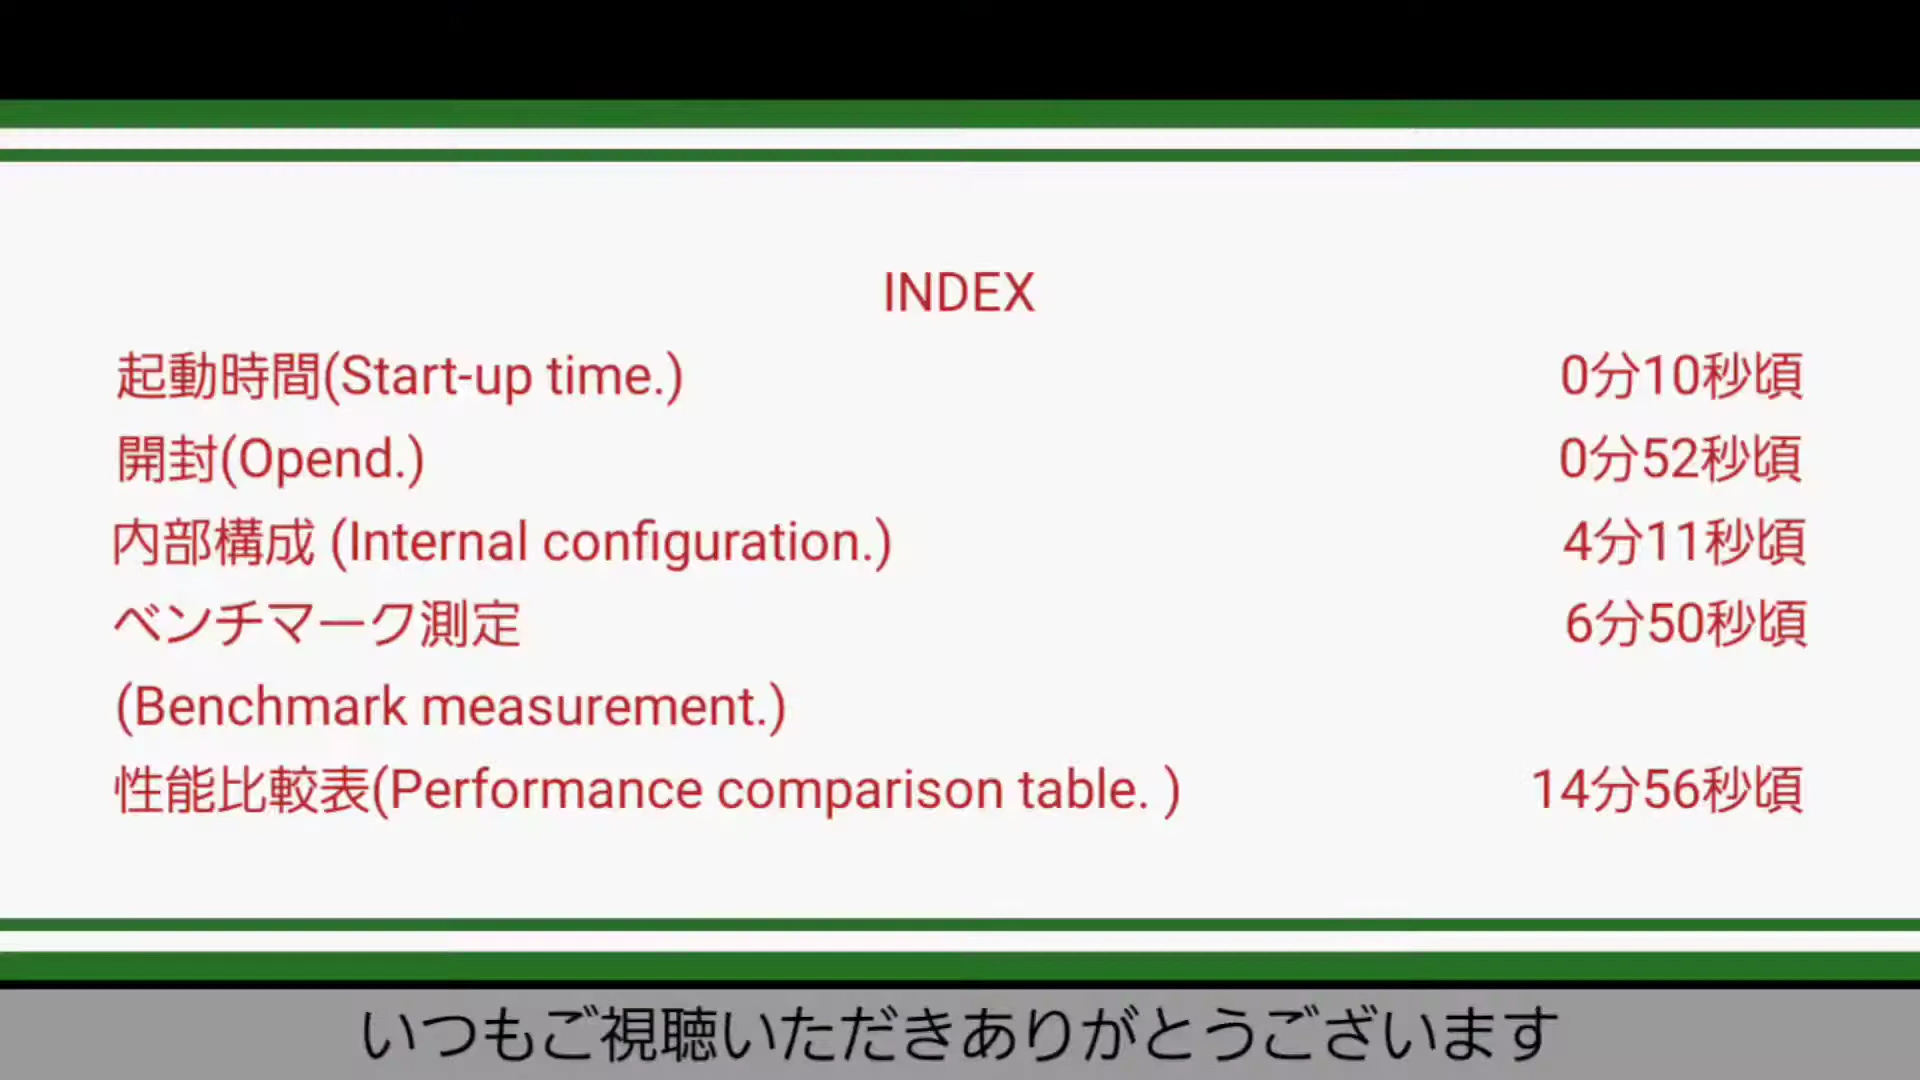 INDEX
起動時間(Start-up time.) 0分10秒頃
開封(Opend.) 0分52秒頃
内部構成 (Internal configuration.) 4分11秒頃
ベンチマーク測定 6分50秒頃
(Benchmark measurement.)
性能比較表(Performance comparison table. ) 14分56秒頃
いつもご視聴いただきありがとうございます